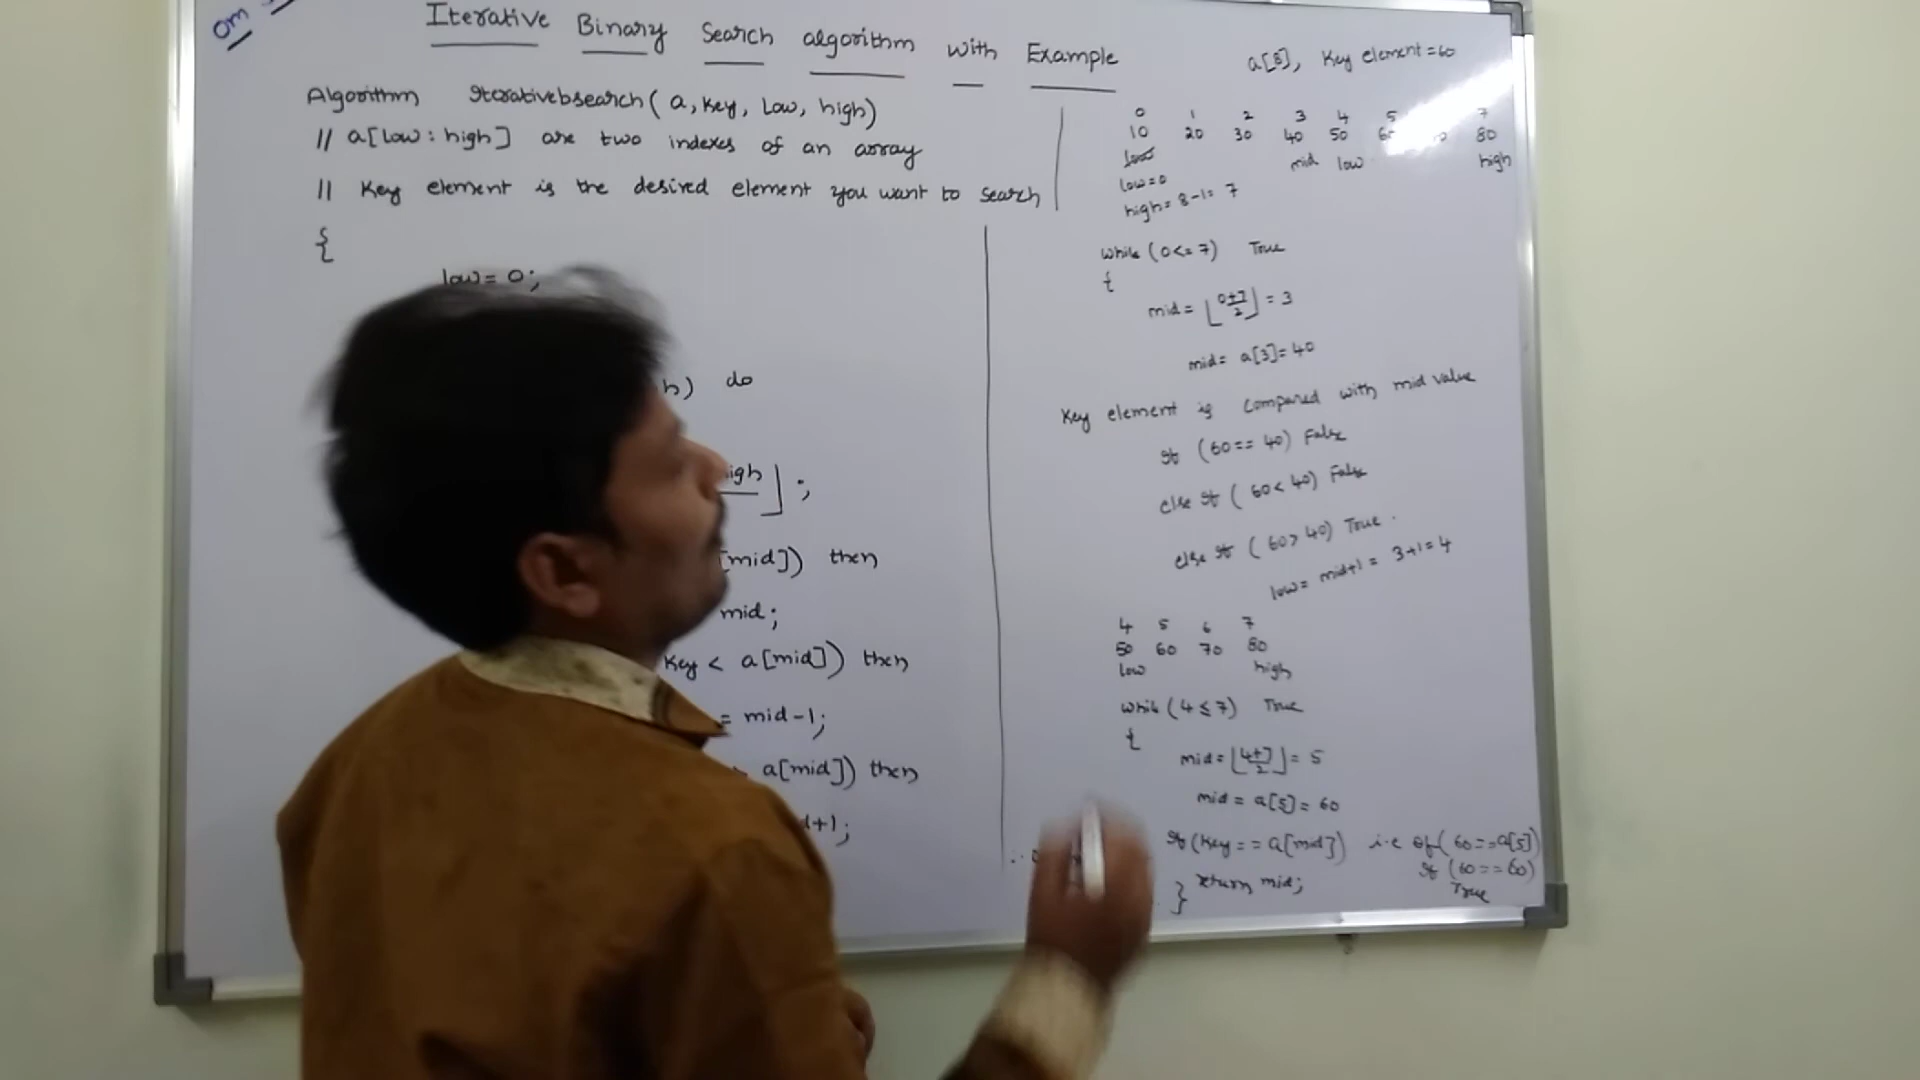 om
Iterative Binary Search algorithm with Example
Algorithm Iterativebsearch( a, key, low, high)
// a[low : high] are two indexes of an array
// Key element is the desired element you want to search
{
low = 0;
h) do
igh ⌋ ;
[mid]) then
mid;
key < a[mid]) then
= mid-1;
a[mid]) then
+1;
a[8], Key element = 60
0 1 2 3 4 5 7
10 20 30 40 50 80
low mid low high
low=0
high= 8-1= 7
while (0<=7) True
{
mid = ⌊0+7/2⌋ = 3
mid = a[3]= 40
Key element is compared with mid value
If (60== 40) False
else If ( 60< 40) False
else If ( 60> 40) True .
low= mid+1 = 3+1=4
4 5 6 7
50 60 70 80
low high
while (4 ≤ 7) True
{
mid= ⌊4+7/2⌋= 5
mid = a[5]= 60
If (Key = = a[mid]) i.e If( 60 == a[5])
If (60 == 60)
return mid; True
}